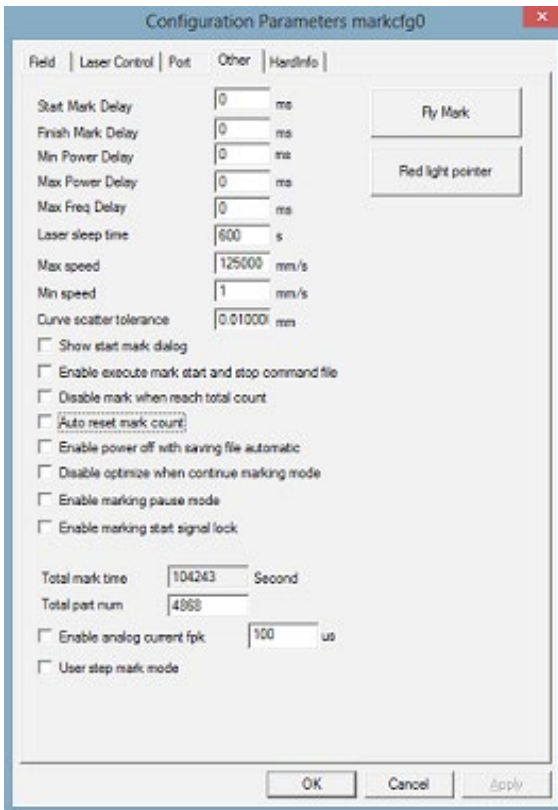 Configuration Parameters markcfg0
Field Laser Control Port Other HardInfo
Start Mark Delay 0 ms
Fly Mark
Finish Mark Delay 0 ms
Min Power Delay 0 ms
Red light pointer
Max Power Delay 0 ms
Max Freq Delay 0 ms
Laser sleep time 600 s
Max speed 125000 mm/s
Min speed 1 mm/s
Curve scatter tolerance 0.01000 mm
Show start mark dialog
Enable execute mark start and stop command file
Disable mark when reach total count
Auto reset mark count
Enable power off with saving file automatic
Disable optimize when continue marking mode
Enable marking pause mode
Enable marking start signal lock
Total mark time 104243 Second
Total part num 4868
Enable analog current fpk 100 us
User step mark mode
OK Cancel Apply